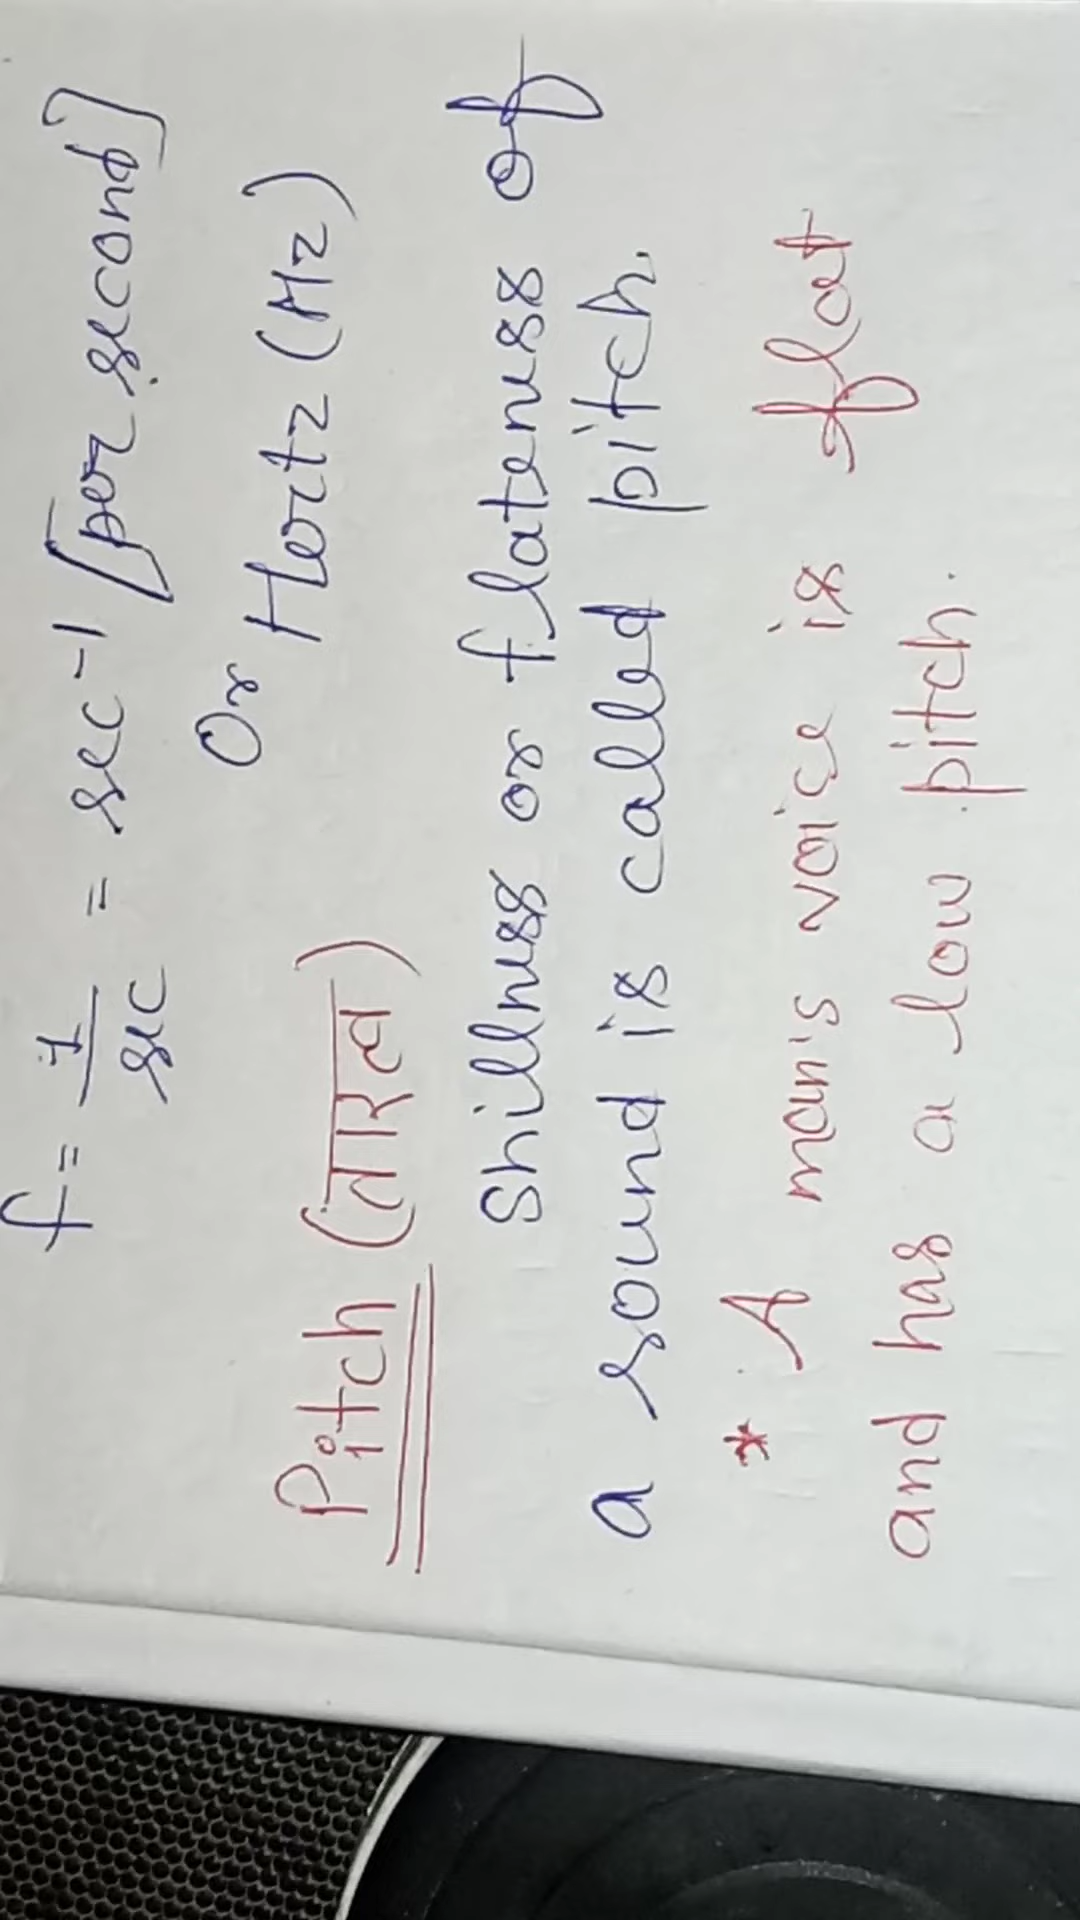 f = 1/sec = sec-1 [per second]
Or Hertz (Hz)
Pitch (तारत्व)
Shillness or flateness of
a sound is called pitch.
* A man's voice is flat
and has a low pitch.